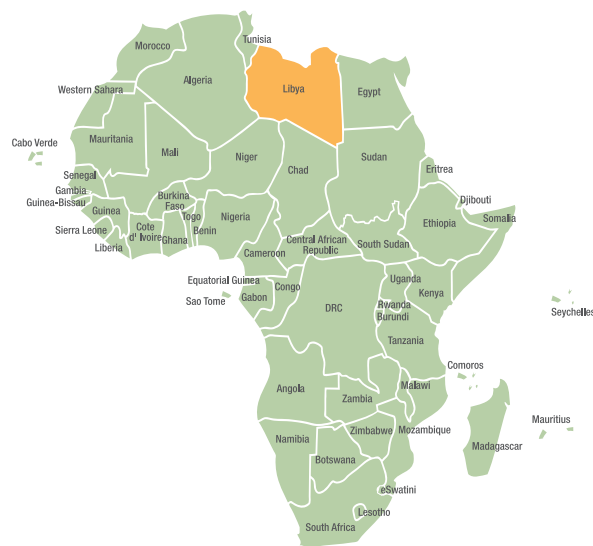 Tunisia
Morocco
Algeria
Libya
Egypt
Western Sahara
Mauritania
Cabo Verde
Mali
Niger
Chad
Sudan
Eritrea
Senegal
Gambia
Guinea-Bissau
Guinea
Burkina
Faso
Togo
Nigeria
Djibouti
Somalia
Ethiopia
Sierra Leone
Liberia
Cote
d' Ivoire
Ghana
Benin
Cameroon
Central African
Republic
South Sudan
Equatorial Guinea
Sao Tome
Gabon
Congo
DRC
Uganda
Kenya
Rwanda
Burundi
Seychelles
Tanzania
Comoros
Angola
Zambia
Malawi
Mauritius
Zimbabwe
Mozambique
Namibia
Botswana
Madagascar
eSwatini
Lesotho
South Africa